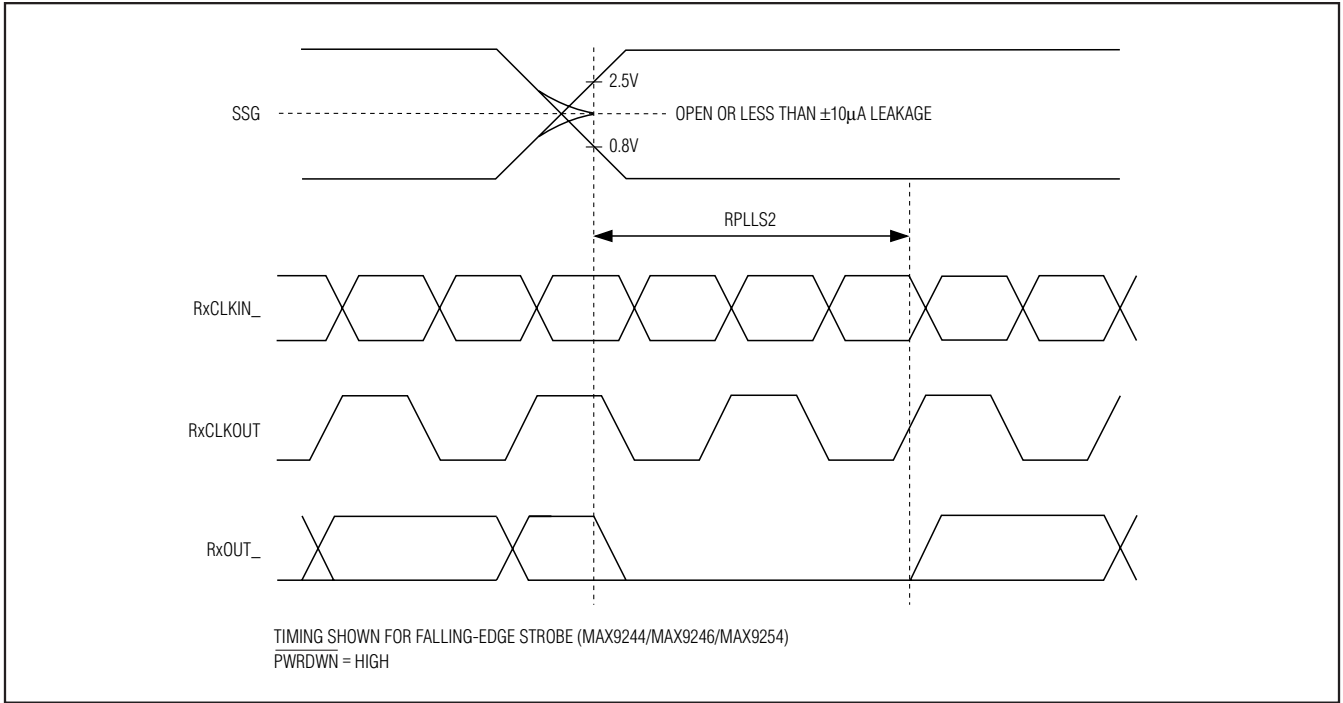 2.5V
SSG
OPEN OR LESS THAN ±10μA LEAKAGE
0.8V
RPLLS2
RxCLKIN_
RxCLKOUT
RxOUT_
TIMING SHOWN FOR FALLING-EDGE STROBE (MAX9244/MAX9246/MAX9254)
PWRDWN = HIGH